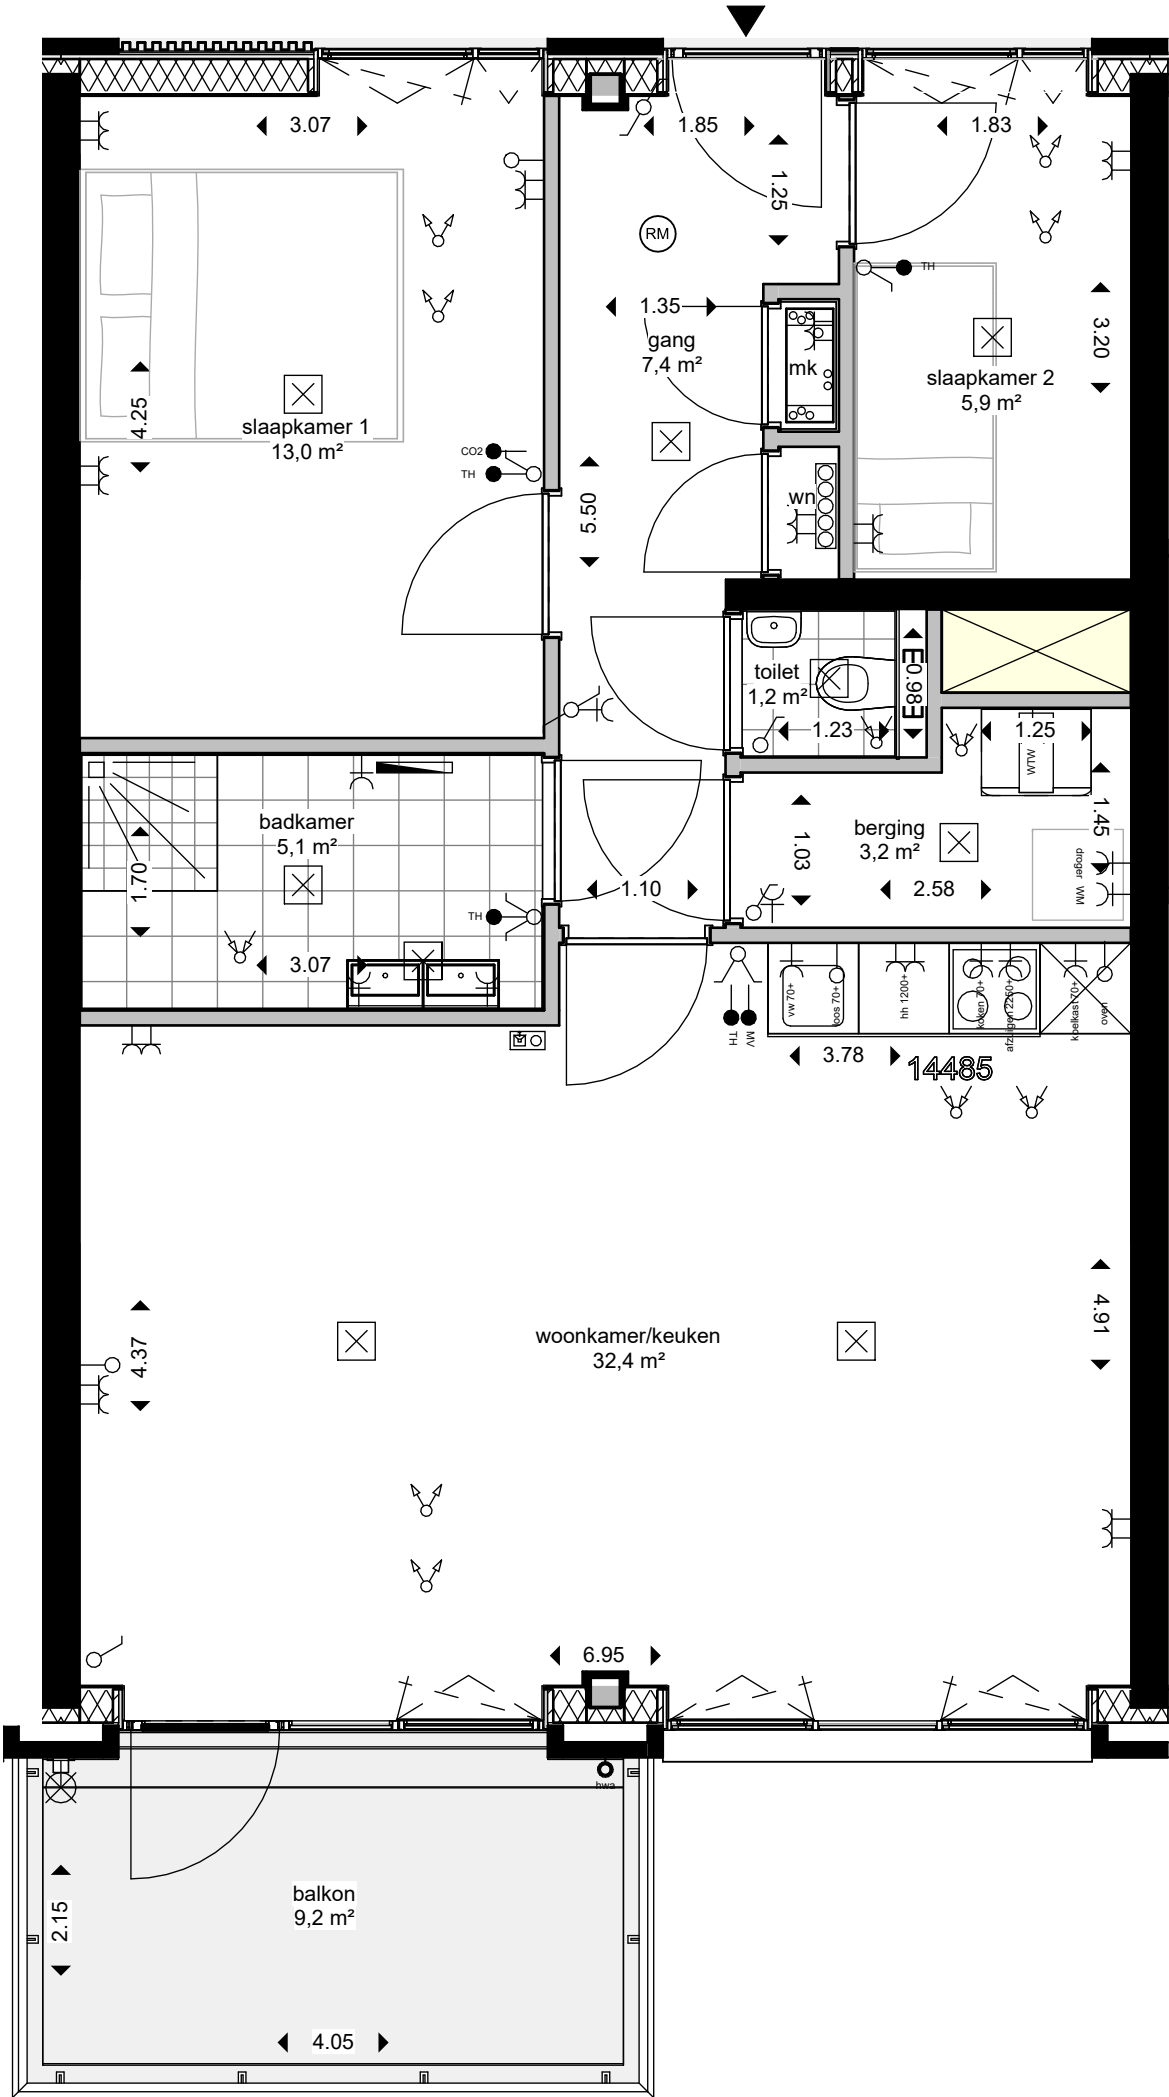 3.07
1.85
1.83
1.25
RM
TH
1.35
gang
7,4 m²
3.20
mk
slaapkamer 2
5,9 m²
4.25
slaapkamer 1
13,0 m²
CO2
TH
5.50
wn
toilet
1,2 m²
0.98
1.23
1.25
WTW
1.45
badkamer
5,1 m²
1.70
1.03
berging
3,2 m²
droger
WM
1.10
2.58
TH
3.07
vw 70+
loos 70+
hh 1200+
koken 70+
afzuigen 2250+
koelkast 70+
oven
TH
MV
3.78
14485
4.37
4.91
woonkamer/keuken
32,4 m²
6.95
hwa
balkon
9,2 m²
2.15
4.05